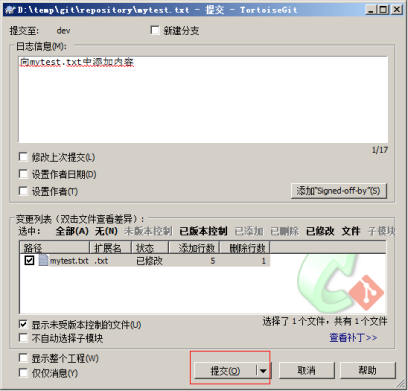 D:\temp\git\repository\mytest.txt - 提交 - TortoiseGit
提交至: dev 新建分支
日志信息(M):
向mytest.txt中添加内容
1/17
修改上次提交(L)
设置作者日期(D)
设置作者(T) 添加"Signed-off-by"(S)
变更列表（双击文件查看差异）:
选中: 全部(A) 无(N) 未版本控制 已版本控制 已添加 已删除 已修改 文件 子模块
路径 扩展名 状态 添加行数 删除行数
mytest.txt .txt 已修改 5 1
显示未受版本控制的文件(U) 选择了 1 个文件，共有 1 个文件
不自动选择子模块 查看补丁>>
显示整个工程(W)
仅仅消息(Y) 提交(O) 取消 帮助